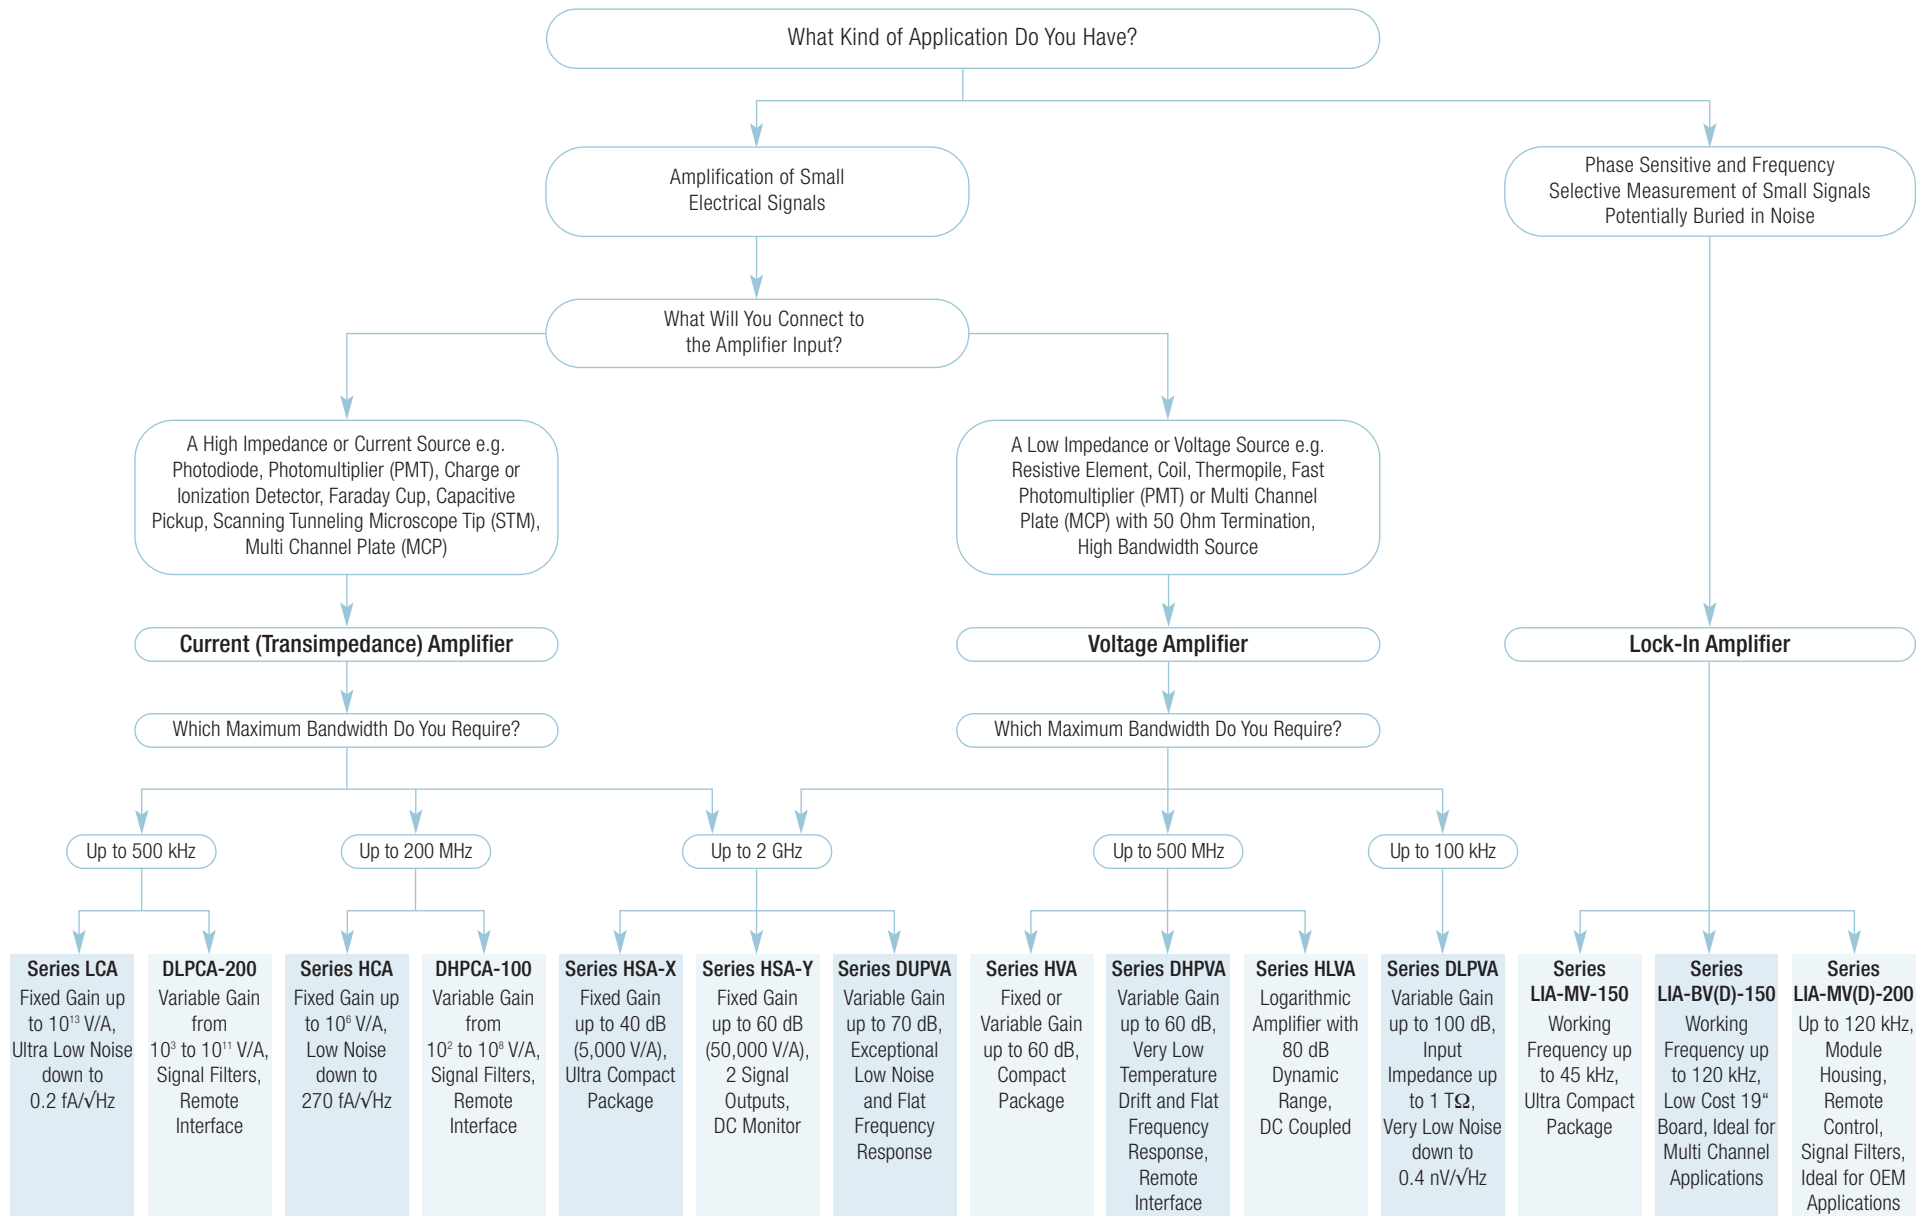 What Kind of Application Do You Have?
Amplification of Small
Electrical Signals
Phase Sensitive and Frequency
Selective Measurement of Small Signals
Potentially Buried in Noise
What Will You Connect to
the Amplifier Input?
A High Impedance or Current Source e.g.
Photodiode, Photomultiplier (PMT), Charge or
Ionization Detector, Faraday Cup, Capacitive
Pickup, Scanning Tunneling Microscope Tip (STM),
Multi Channel Plate (MCP)
A Low Impedance or Voltage Source e.g.
Resistive Element, Coil, Thermopile, Fast
Photomultiplier (PMT) or Multi Channel
Plate (MCP) with 50 Ohm Termination,
High Bandwidth Source
Current (Transimpedance) Amplifier
Voltage Amplifier
Lock-In Amplifier
Which Maximum Bandwidth Do You Require?
Which Maximum Bandwidth Do You Require?
Up to 500 kHz
Up to 200 MHz
Up to 2 GHz
Up to 500 MHz
Up to 100 kHz
Series LCA
Fixed Gain up
to 10¹³ V/A,
Ultra Low Noise
down to
0.2 fA/√Hz
DLPCA-200
Variable Gain
from
10³ to 10¹¹ V/A,
Signal Filters,
Remote
Interface
Series HCA
Fixed Gain up
to 10⁶ V/A,
Low Noise
down to
270 fA/√Hz
DHPCA-100
Variable Gain
from
10² to 10⁸ V/A,
Signal Filters,
Remote
Interface
Series HSA-X
Fixed Gain
up to 40 dB
(5,000 V/A),
Ultra Compact
Package
Series HSA-Y
Fixed Gain
up to 60 dB
(50,000 V/A),
2 Signal
Outputs,
DC Monitor
Series DUPVA
Variable Gain
up to 70 dB,
Exceptional
Low Noise
and Flat
Frequency
Response
Series HVA
Fixed or
Variable Gain
up to 60 dB,
Compact
Package
Series DHPVA
Variable Gain
up to 60 dB,
Very Low
Temperature
Drift and Flat
Frequency
Response,
Remote
Interface
Series HLVA
Logarithmic
Amplifier with
80 dB
Dynamic
Range,
DC Coupled
Series DLPVA
Variable Gain
up to 100 dB,
Input
Impedance up
to 1 TΩ,
Very Low Noise
down to
0.4 nV/√Hz
Series
LIA-MV-150
Working
Frequency up
to 45 kHz,
Ultra Compact
Package
Series
LIA-BV(D)-150
Working
Frequency up
to 120 kHz,
Low Cost 19“
Board, Ideal for
Multi Channel
Applications
Series
LIA-MV(D)-200
Up to 120 kHz,
Module
Housing,
Remote
Control,
Signal Filters,
Ideal for OEM
Applications